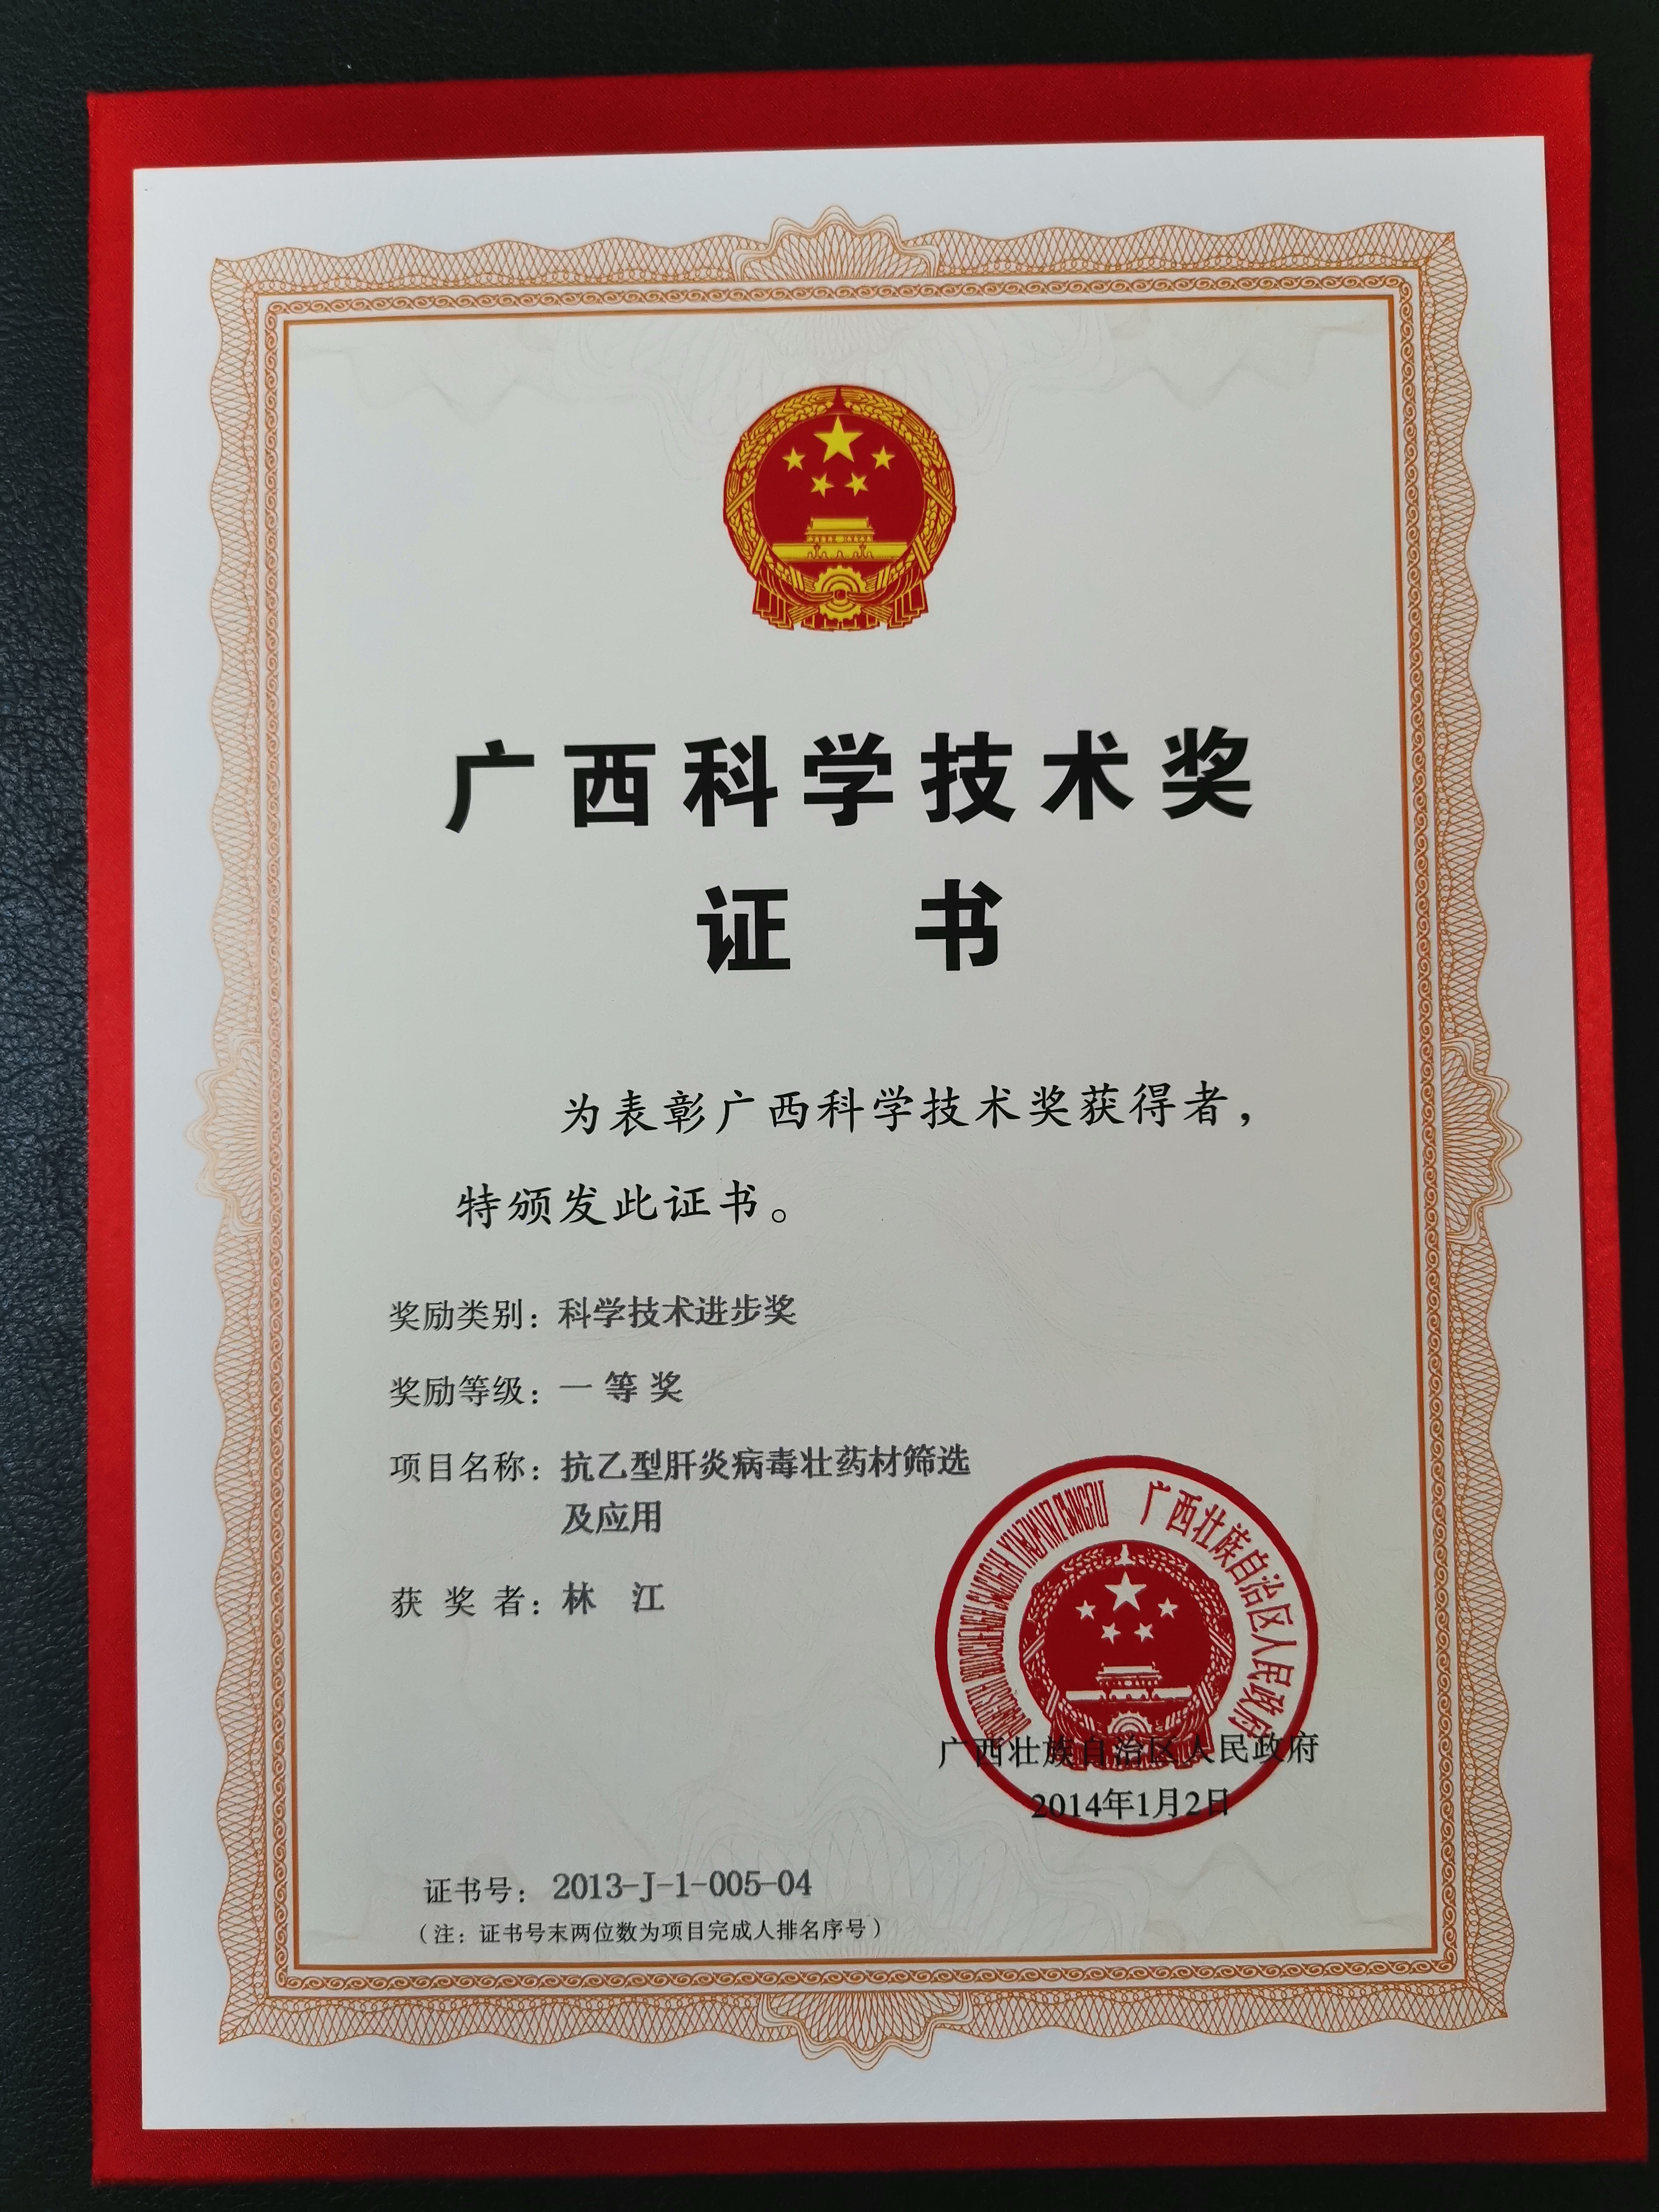 广西科学技术奖
证 书
为表彰广西科学技术奖获得者，
特颁发此证书。
奖励类别：科学技术进步奖
奖励等级：一等奖
项目名称：抗乙型肝炎病毒壮药材筛选
及应用
获奖者：林 江
广西壮族自治区人民政府
广西壮族自治区人民政府
2014年1月2日
证书号：2013-J-1-005-04
（注：证书号末两位数为项目完成人排名序号）